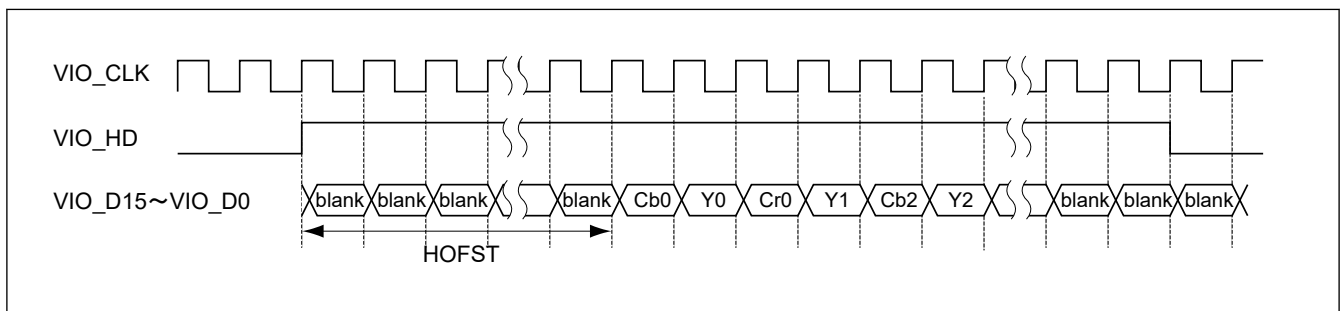 VIO_CLK
VIO_HD
VIO_D15～VIO_D0 blank blank blank blank Cb0 Y0 Cr0 Y1 Cb2 Y2 blank blank blank
HOFST